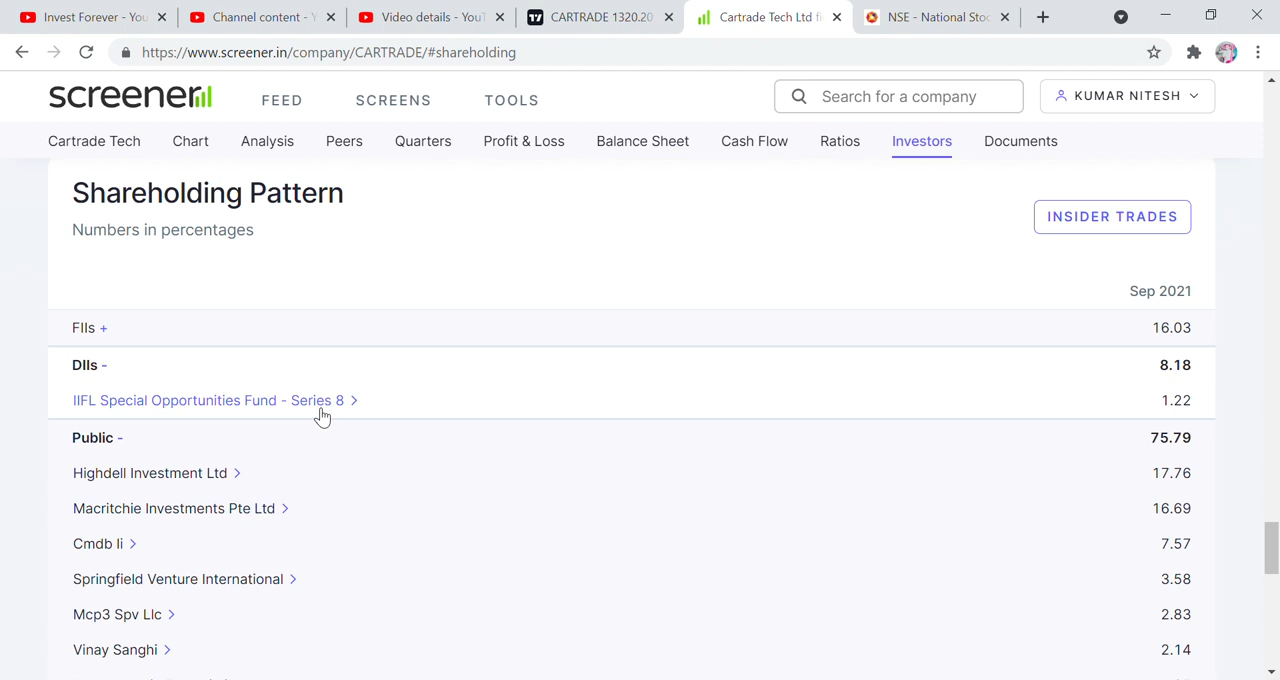 Invest Forever - You
Channel content - Y
Video details - YouT
CARTRADE 1320.20
Cartrade Tech Ltd fi
NSE - National Stoc
https://www.screener.in/company/CARTRADE/#shareholding
screener
FEED
SCREENS
TOOLS
Search for a company
KUMAR NITESH
Cartrade Tech
Chart
Analysis
Peers
Quarters
Profit & Loss
Balance Sheet
Cash Flow
Ratios
Investors
Documents
Shareholding Pattern
Numbers in percentages
INSIDER TRADES
Sep 2021
FIIs + 16.03
DIIs - 8.18
IIFL Special Opportunities Fund - Series 8 > 1.22
Public - 75.79
Highdell Investment Ltd > 17.76
Macritchie Investments Pte Ltd > 16.69
Cmdb Ii > 7.57
Springfield Venture International > 3.58
Mcp3 Spv Llc > 2.83
Vinay Sanghi > 2.14